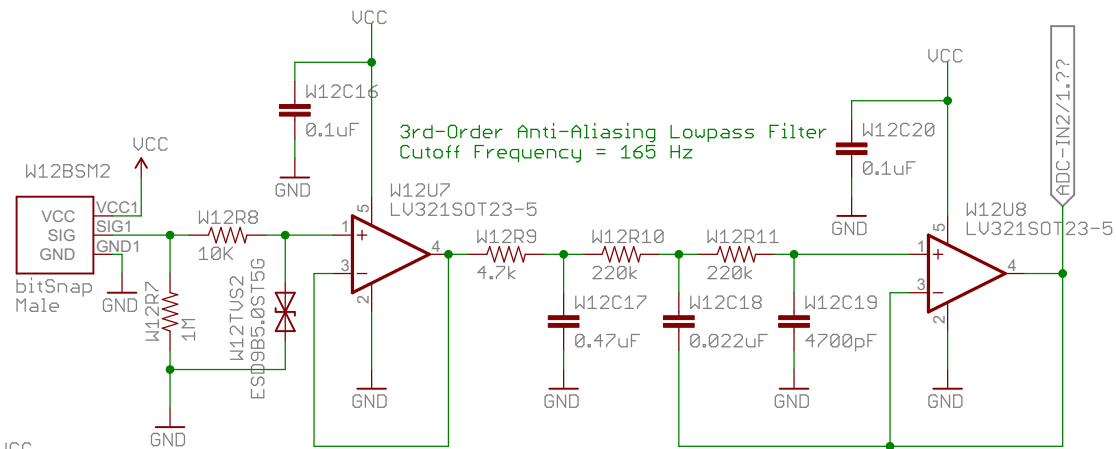 VCC
W12C16
0.1uF
GND
3rd-Order Anti-Aliasing Lowpass Filter
Cutoff Frequency = 165 Hz
VCC
W12C20
0.1uF
GND
ADC-IN2/1.??
VCC
W12BSM2
VCC
SIG
GND
VCC1
SIG1
GND1
bitSnap
Male
GND
W12R8
10K
W12R7
1M
W12TVS2
ESD9B5.0ST5G
GND
W12U7
LV321SOT23-5
5
1
3
4
2
GND
W12R9
4.7k
W12R10
220k
W12R11
220k
W12C17
0.47uF
GND
W12C18
0.022uF
W12C19
4700pF
GND
W12U8
LV321SOT23-5
5
1
3
4
2
GND